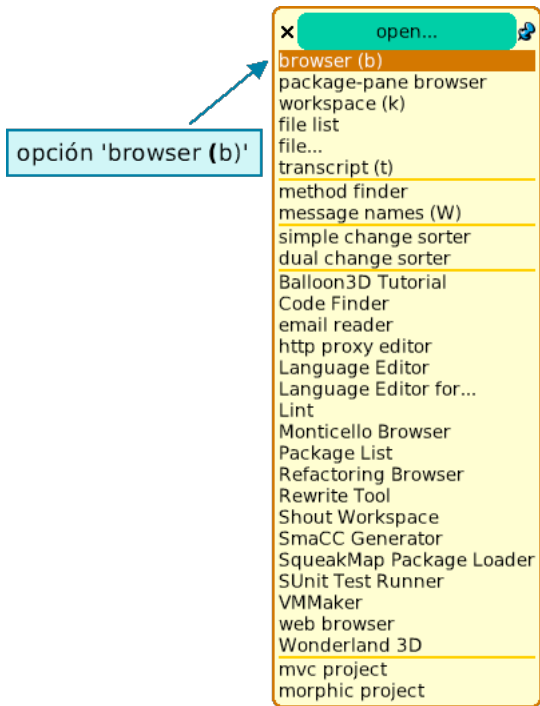 open...
browser (b)
package-pane browser
workspace (k)
file list
file...
transcript (t)
method finder
message names (W)
simple change sorter
dual change sorter
Balloon3D Tutorial
Code Finder
email reader
http proxy editor
Language Editor
Language Editor for...
Lint
Monticello Browser
Package List
Refactoring Browser
Rewrite Tool
Shout Workspace
SmaCC Generator
SqueakMap Package Loader
SUnit Test Runner
VMMaker
web browser
Wonderland 3D
mvc project
morphic project
opción 'browser (b)'